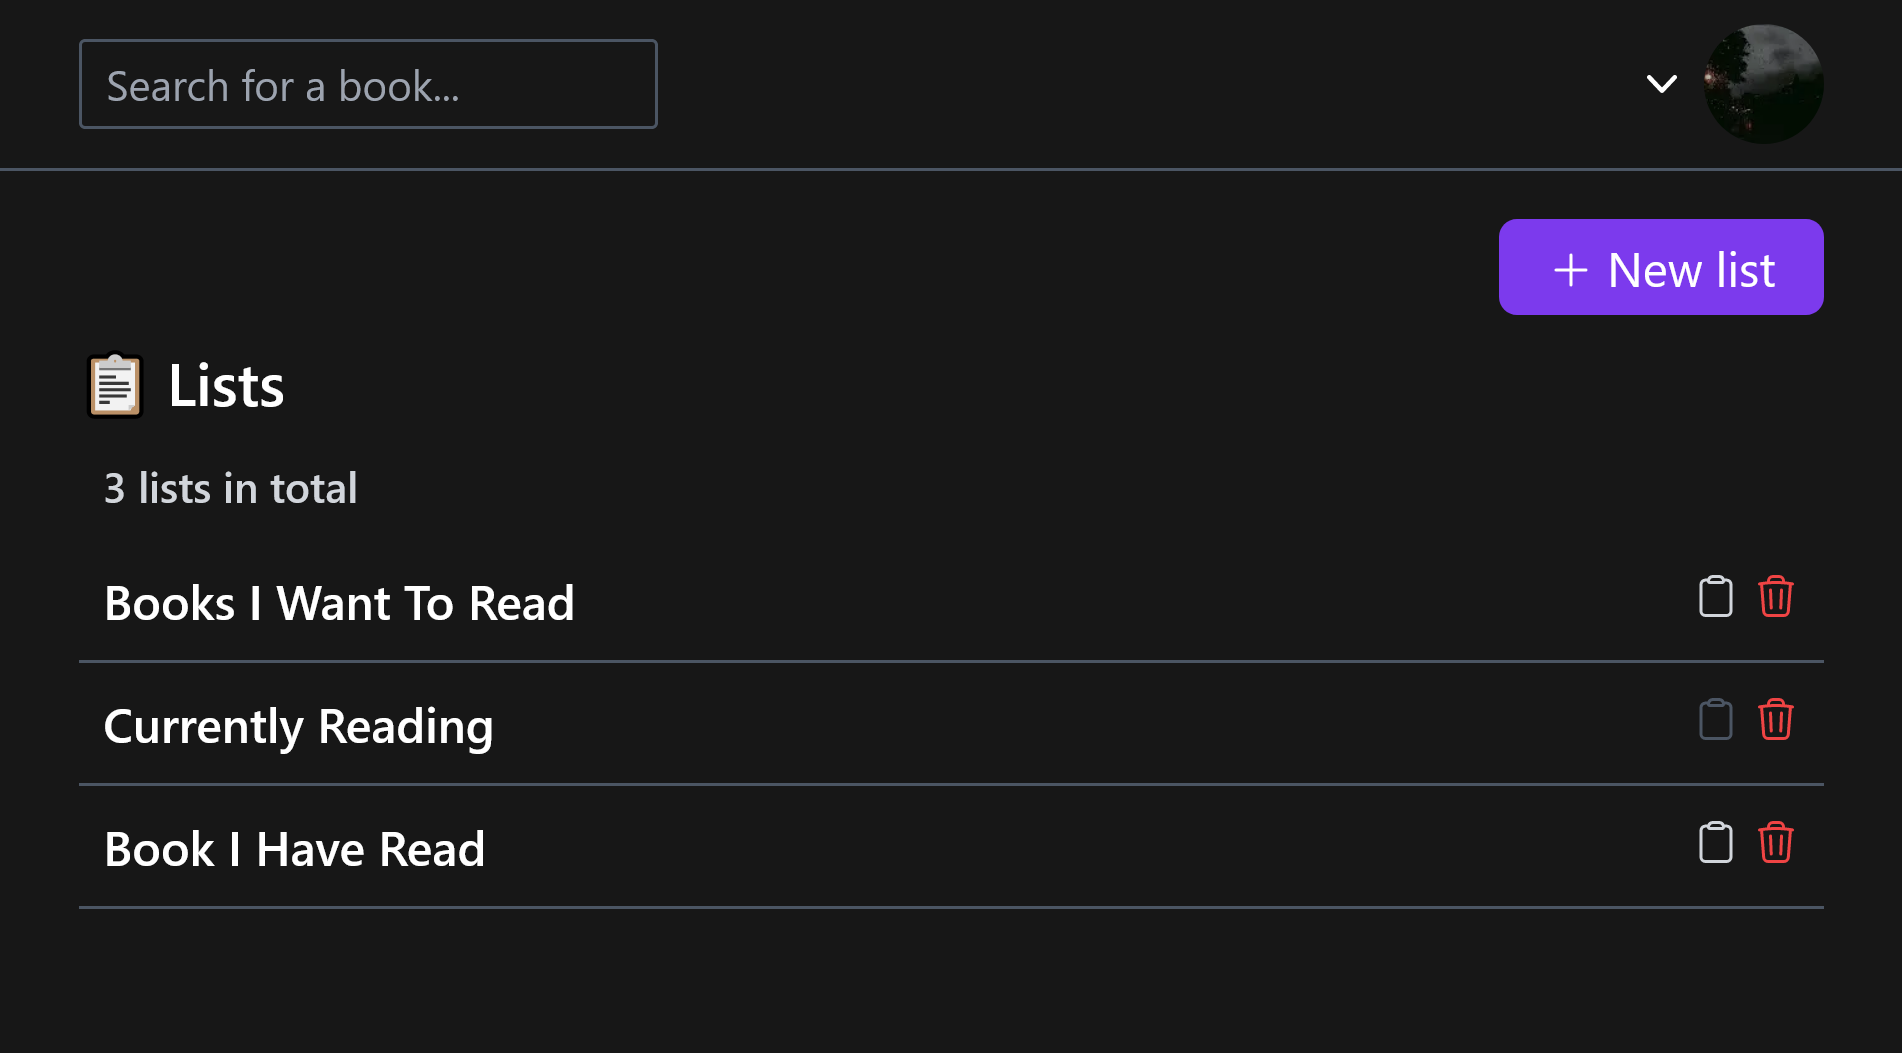 Search for a book...
+ New list
Lists
3 lists in total
Books I Want To Read
Currently Reading
Book I Have Read